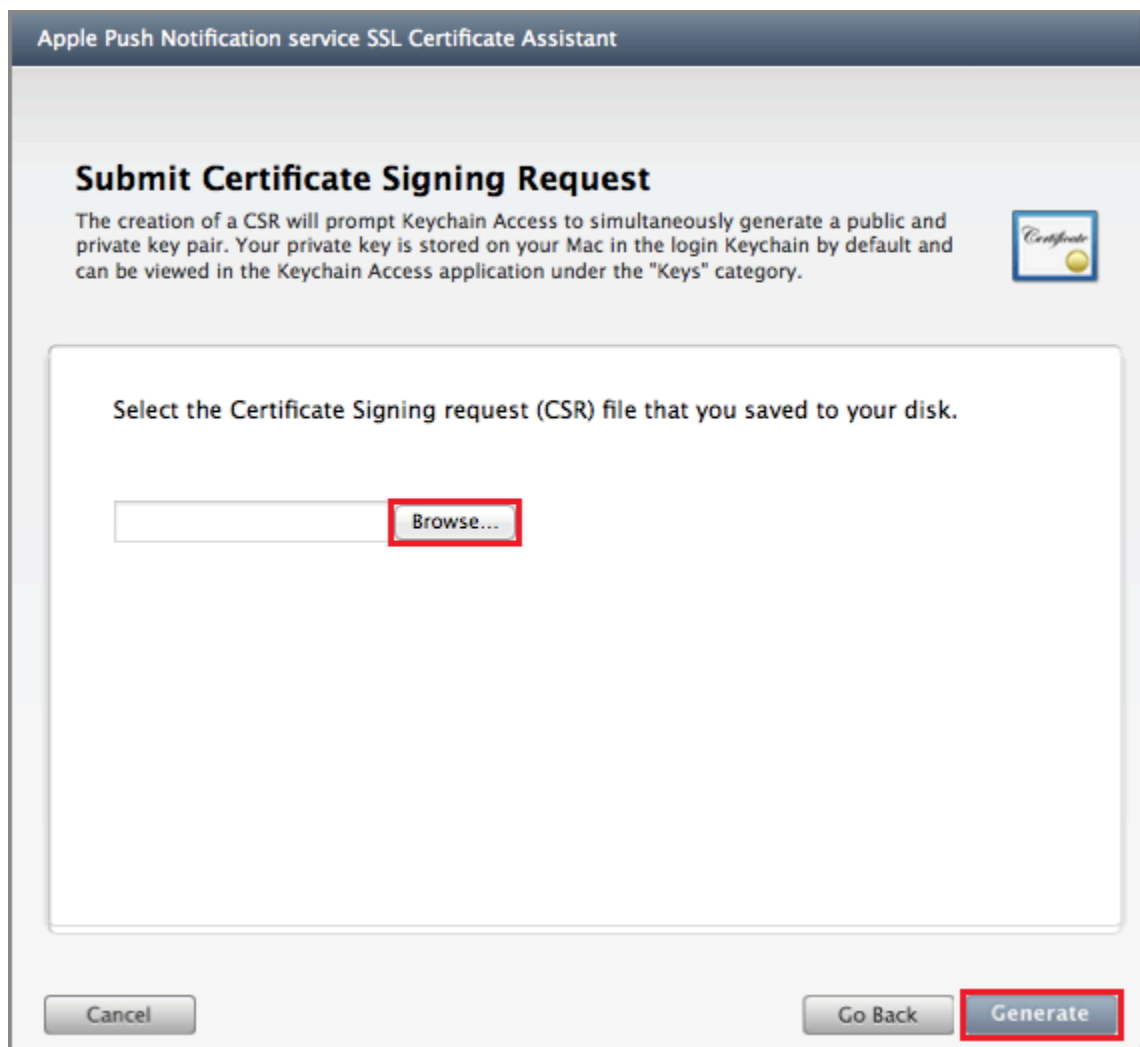 Apple Push Notification service SSL Certificate Assistant
Submit Certificate Signing Request
The creation of a CSR will prompt Keychain Access to simultaneously generate a public and
private key pair. Your private key is stored on your Mac in the login Keychain by default and
can be viewed in the Keychain Access application under the "Keys" category.
Certificate
Select the Certificate Signing request (CSR) file that you saved to your disk.
Browse...
Cancel
Go Back
Generate